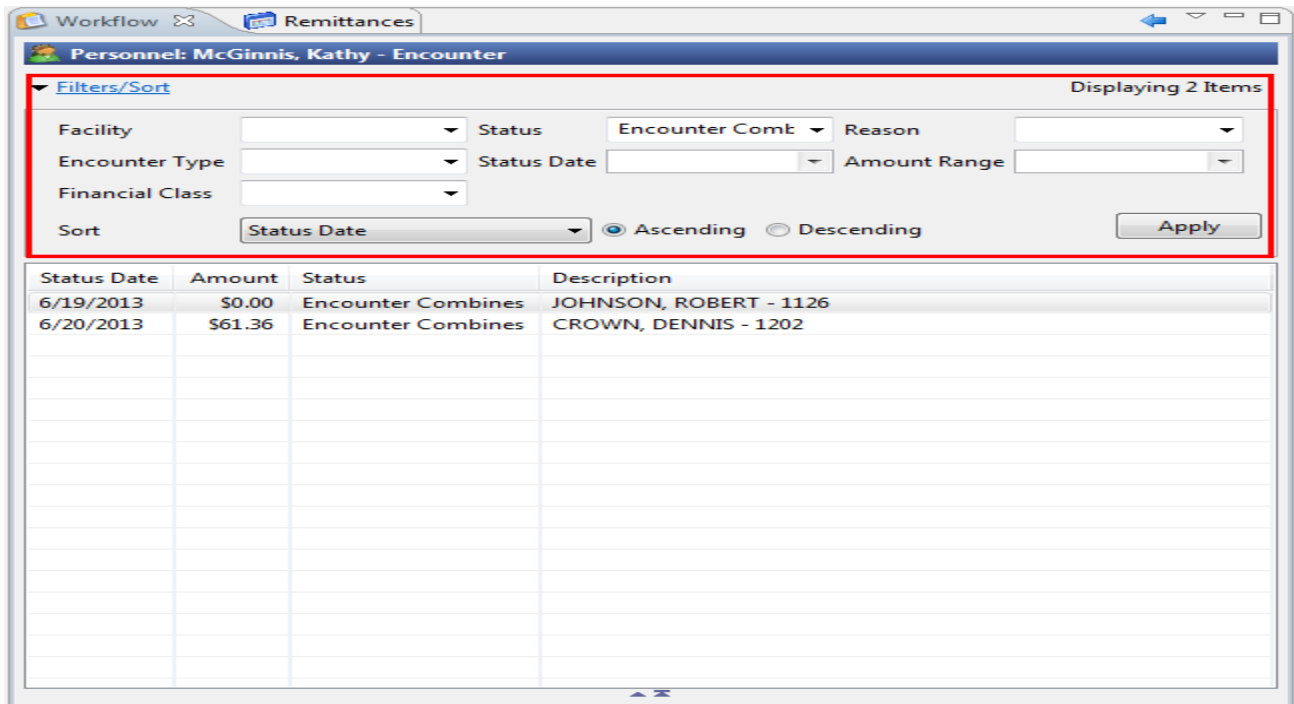 Workflow Remittances
Personnel: McGinnis, Kathy - Encounter
Filters/Sort Displaying 2 Items
Facility Status Encounter Comb Reason
Encounter Type Status Date Amount Range
Financial Class
Sort Status Date Ascending Descending Apply
Status Date Amount Status Description
6/19/2013 $0.00 Encounter Combines JOHNSON, ROBERT - 1126
6/20/2013 $61.36 Encounter Combines CROWN, DENNIS - 1202